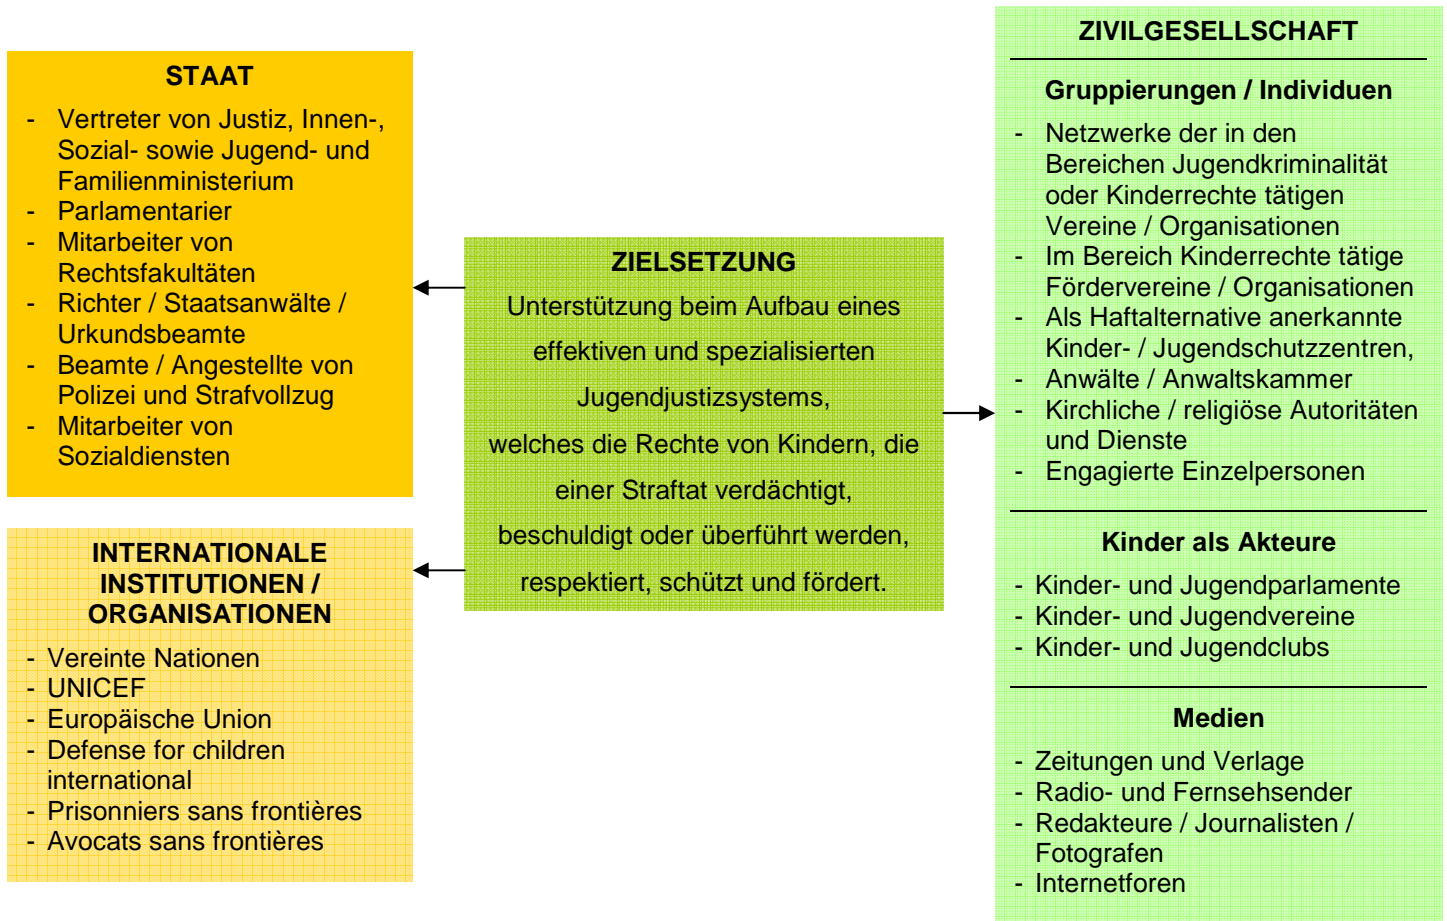 STAAT
- Vertreter von Justiz, Innen-,
Sozial- sowie Jugend- und
Familienministerium
- Parlamentarier
- Mitarbeiter von
Rechtsfakultäten
- Richter / Staatsanwälte /
Urkundsbeamte
- Beamte / Angestellte von
Polizei und Strafvollzug
- Mitarbeiter von
Sozialdiensten
INTERNATIONALE
INSTITUTIONEN /
ORGANISATIONEN
- Vereinte Nationen
- UNICEF
- Europäische Union
- Defense for children
international
- Prisonniers sans frontières
- Avocats sans frontières
ZIELSETZUNG
Unterstützung beim Aufbau eines
effektiven und spezialisierten
Jugendjustizsystems,
welches die Rechte von Kindern, die
einer Straftat verdächtigt,
beschuldigt oder überführt werden,
respektiert, schützt und fördert.
ZIVILGESELLSCHAFT
Gruppierungen / Individuen
- Netzwerke der in den
Bereichen Jugendkriminalität
oder Kinderrechte tätigen
Vereine / Organisationen
- Im Bereich Kinderrechte tätige
Fördervereine / Organisationen
- Als Haftalternative anerkannte
Kinder- / Jugendschutzzentren,
- Anwälte / Anwaltskammer
- Kirchliche / religiöse Autoritäten
und Dienste
- Engagierte Einzelpersonen
Kinder als Akteure
- Kinder- und Jugendparlamente
- Kinder- und Jugendvereine
- Kinder- und Jugendclubs
Medien
- Zeitungen und Verlage
- Radio- und Fernsehsender
- Redakteure / Journalisten /
Fotografen
- Internetforen